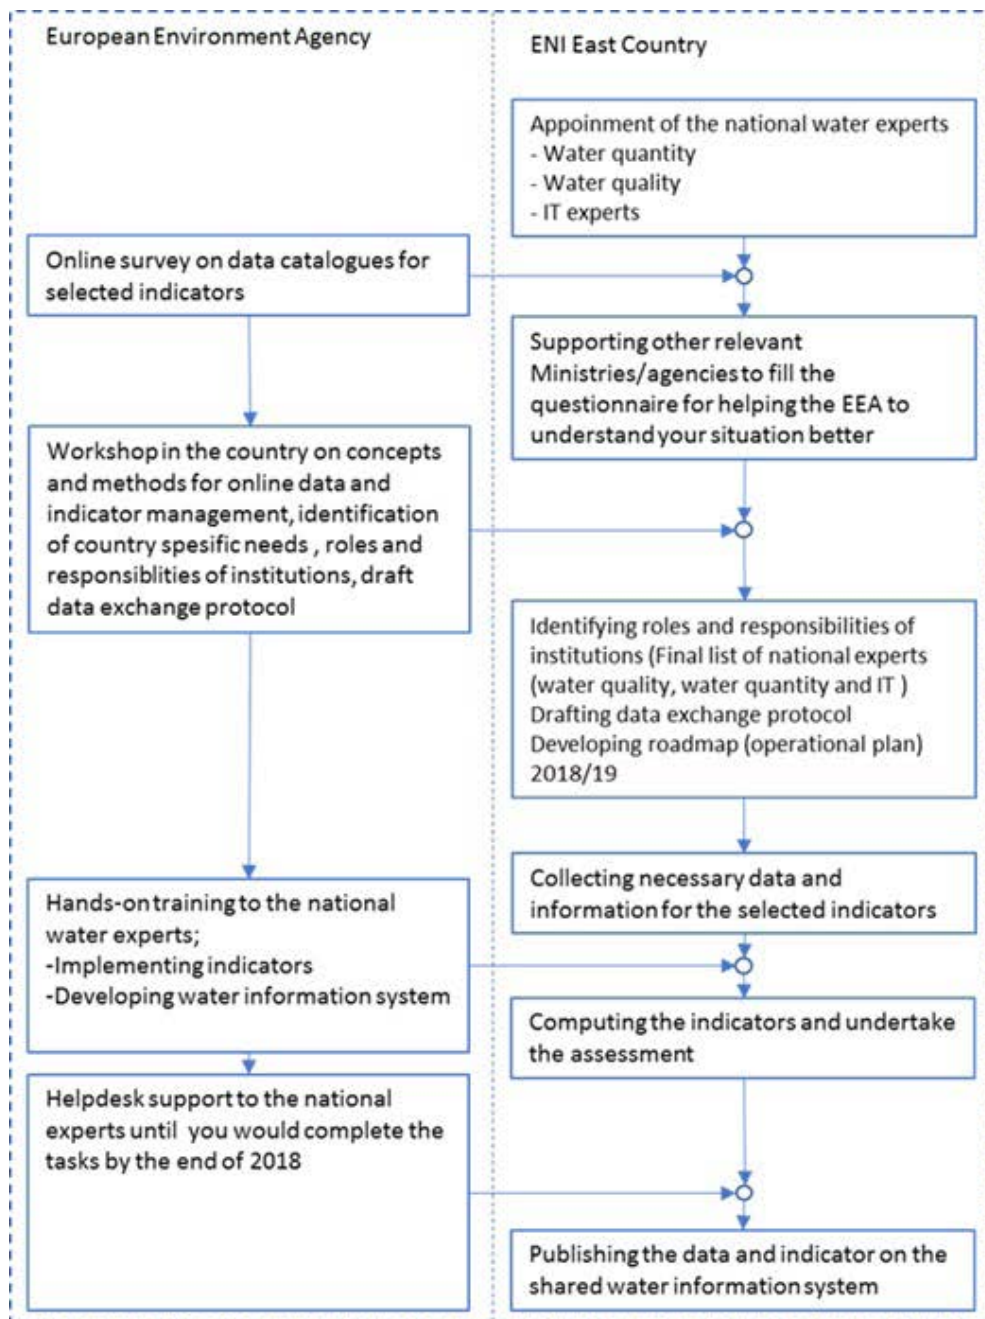 European Environment Agency
ENI East Country
Appoinment of the national water experts
- Water quantity
- Water quality
- IT experts
Online survey on data catalogues for
selected indicators
Supporting other relevant
Ministries/agencies to fill the
questionnaire for helping the EEA to
understand your situation better
Workshop in the country on concepts
and methods for online data and
indicator management, identification
of country spesific needs , roles and
responsiblities of institutions, draft
data exchange protocol
Identifying roles and responsibilities of
institutions (Final list of national experts
(water quality, water quantity and IT )
Drafting data exchange protocol
Developing roadmap (operational plan)
2018/19
Collecting necessary data and
information for the selected indicators
Hands-on training to the national
water experts;
-Implementing indicators
-Developing water information system
Computing the indicators and undertake
the assessment
Helpdesk support to the national
experts until you would complete the
tasks by the end of 2018
Publishing the data and indicator on the
shared water information system